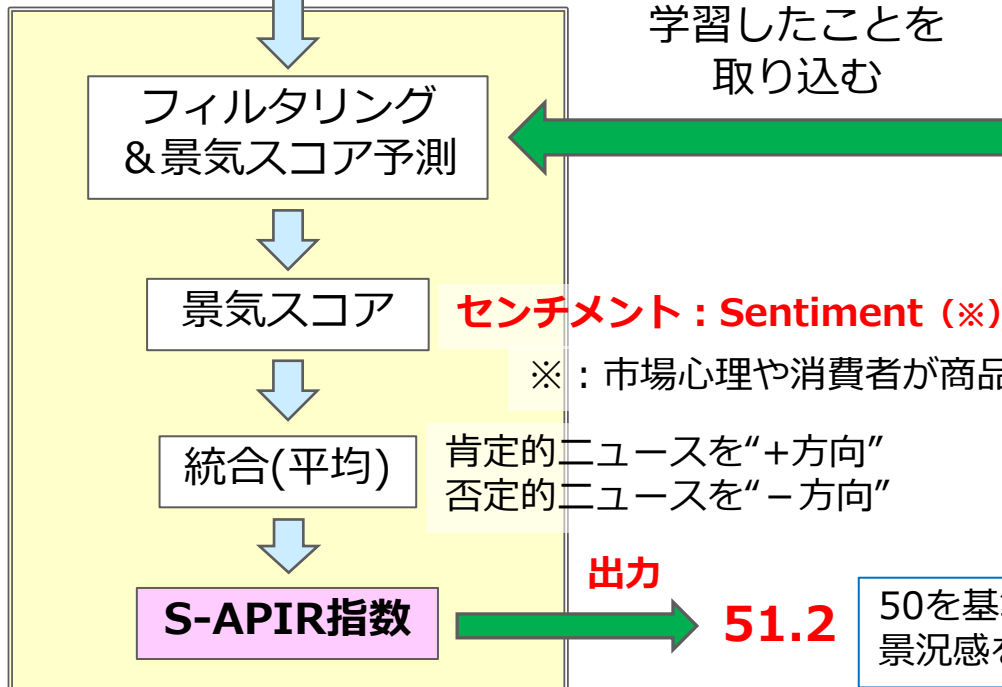 学習したことを
取り込む
フィルタリング
&景気スコア予測
景気スコア
センチメント：Sentiment（※）
※：市場心理や消費者が商品
統合(平均)
肯定的ニュースを“+方向”
否定的ニュースを“－方向”
出力
S-APIR指数
51.2
50を基準
景況感を